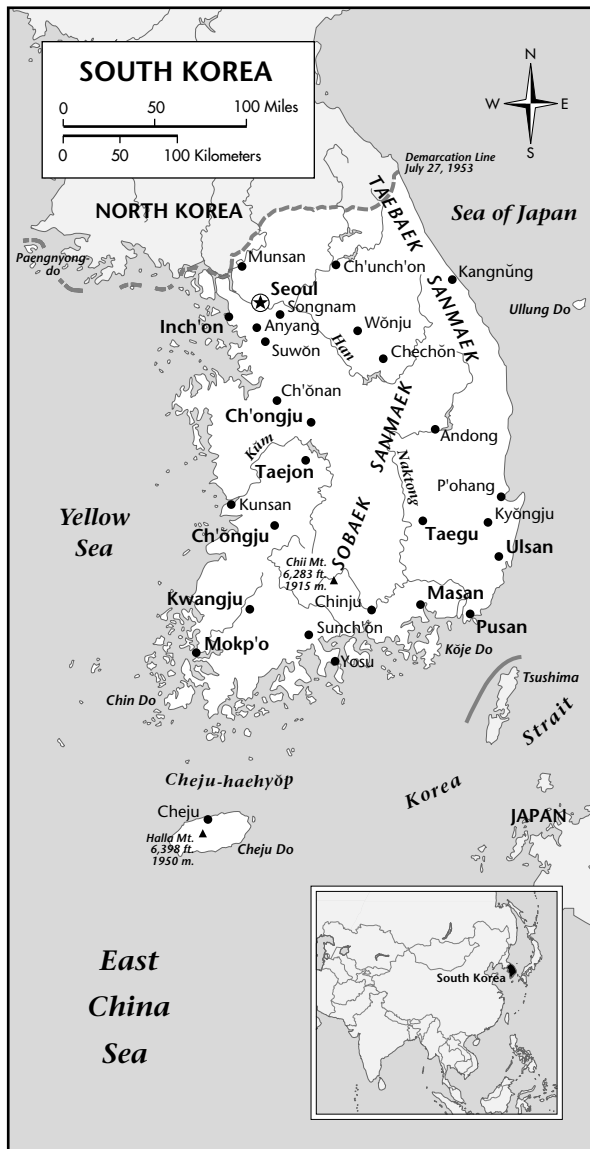 SOUTH KOREA
0 50 100 Miles
0 50 100 Kilometers
N
W E
S
Demarcation Line
July 27, 1953
NORTH KOREA
TAEBAEK
SANMAEK
Sea of Japan
Paengnyong-
do
Munsan
Ch'unch'on
Kangnŭng
Seoul
Songnam
Ullung Do
Inch'on
Anyang
Wŏnju
Suwŏn
Han
Chechŏn
Ch'ŏnan
Ch'ongju
SOBAEK
SANMAEK
Andong
Kŭm
Taejon
Naktong
P'ohang
Kunsan
Yellow
Sea
Ch'ŏngju
Taegu
Kyŏngju
Ulsan
Chii Mt.
6,283 ft.
1915 m.
Kwangju
Chinju
Masan
Pusan
Mokp'o
Sunch'ŏn
Yosu
Kŏje Do
Chin Do
Tsushima
Korea
Strait
Cheju-haehyŏp
Cheju
JAPAN
Halla Mt.
6,398 ft.
1950 m.
Cheju Do
East
China
Sea
South Korea